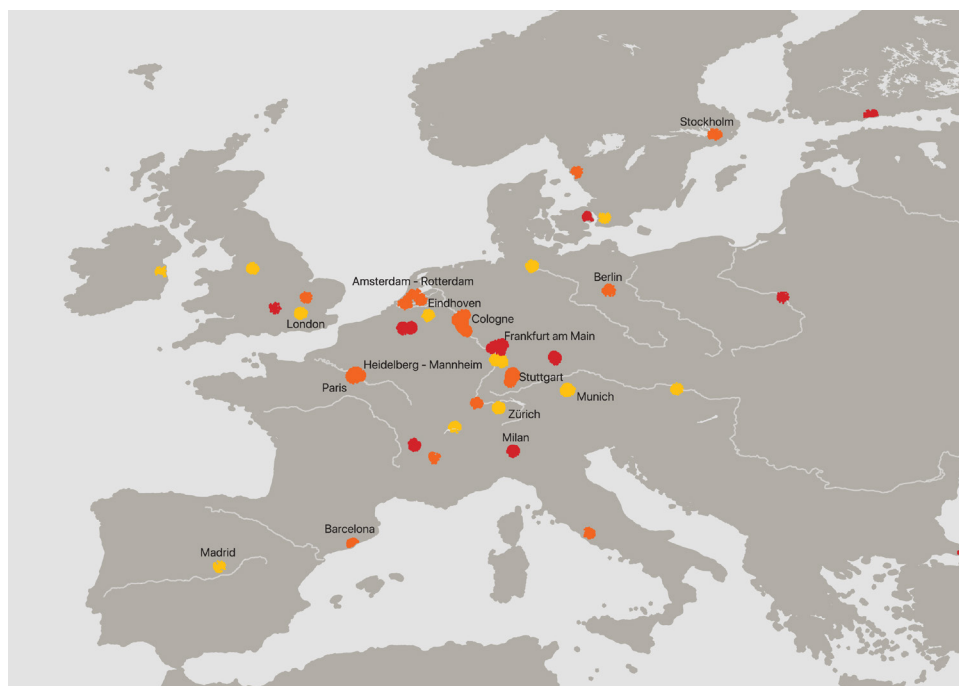 Stockholm
Amsterdam - Rotterdam
Berlin
Eindhoven
Cologne
London
Frankfurt am Main
Heidelberg - Mannheim
Stuttgart
Paris
Munich
Zürich
Milan
Barcelona
Madrid